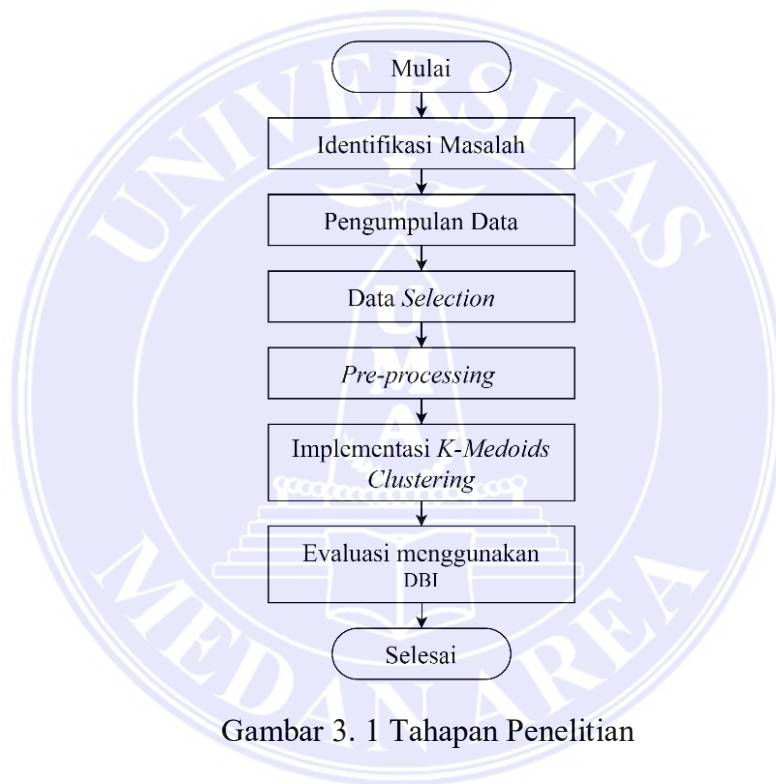 UNIVERSITAS
Mulai
Identifikasi Masalah
Pengumpulan Data
Data Selection
UMA
Pre-processing
Implementasi K-Medoids
Clustering
Evaluasi menggunakan
DBI
Selesai
MEDAN AREA
Gambar 3. 1 Tahapan Penelitian